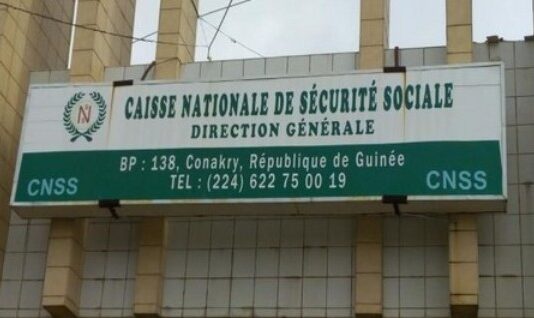 CAISSE NATIONALE DE SÉCURITÉ SOCIALE
DIRECTION GÉNÉRALE
BP : 138, Conakry, République de Guinée
TEL : (224) 622 75 00 19
CNSS
CNSS